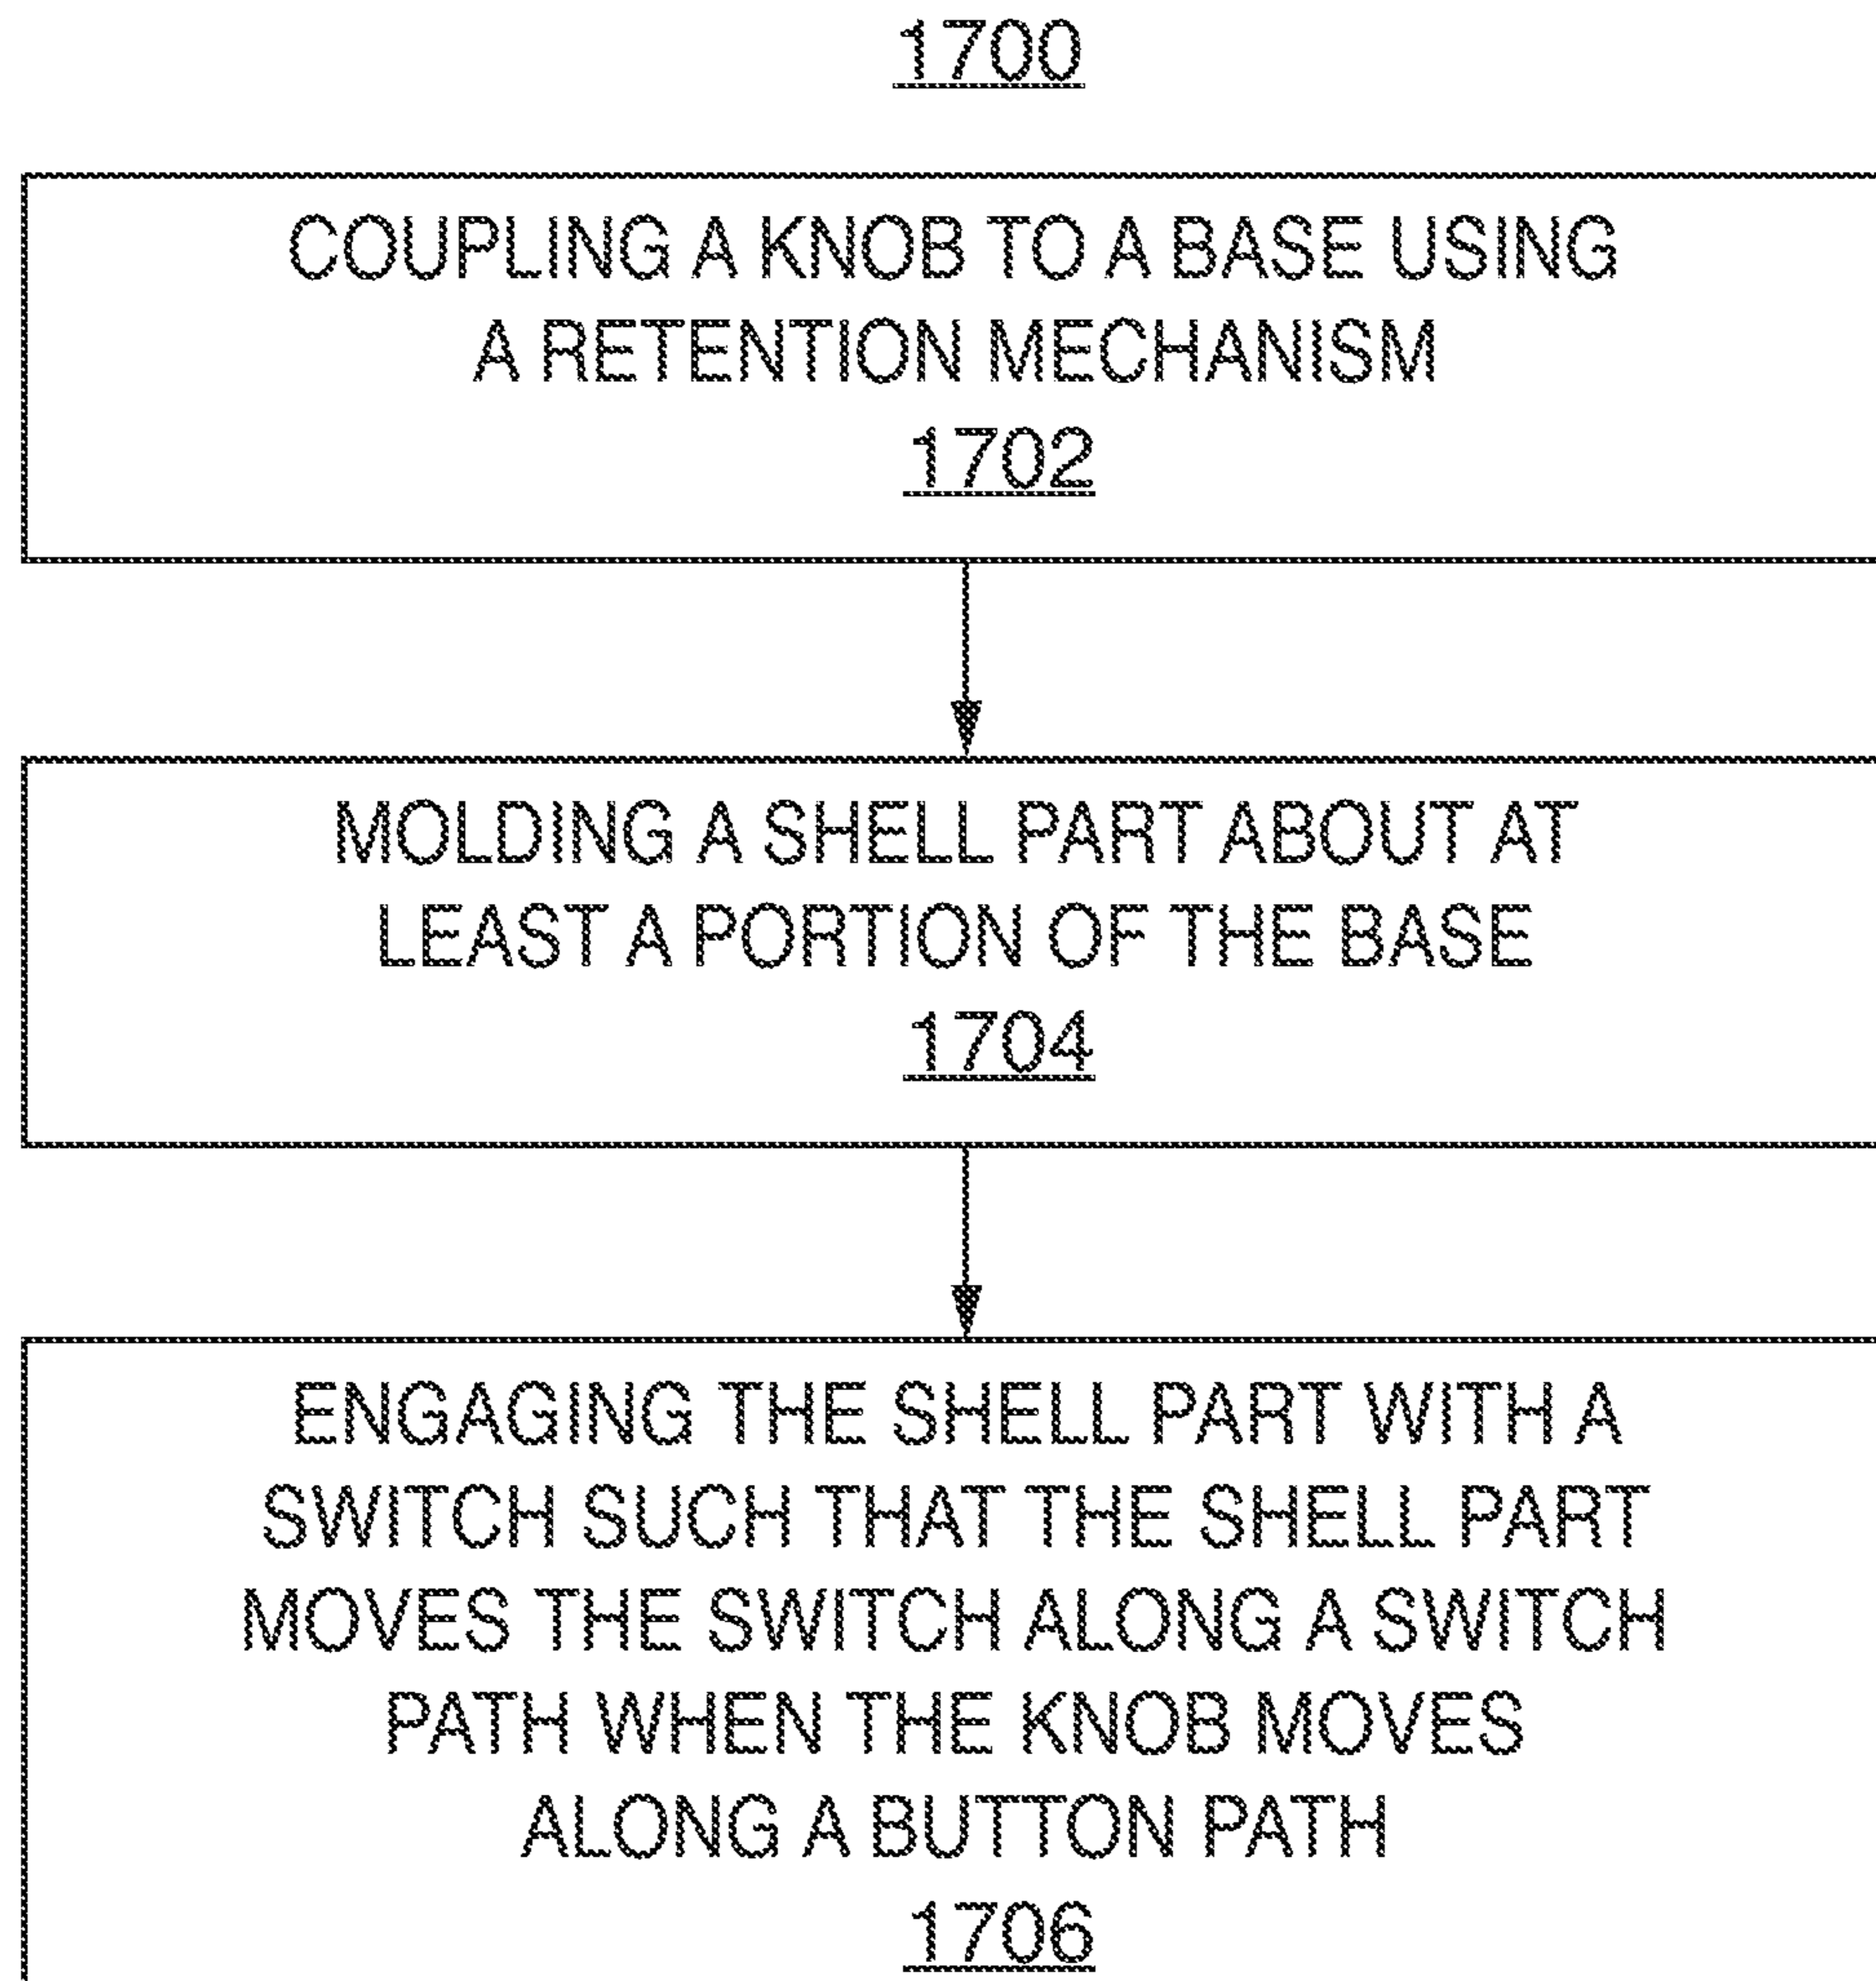 1700
COUPLING A KNOB TO A BASE USING
A RETENTION MECHANISM
1702
MOLDING A SHELL PART ABOUT AT
LEAST A PORTION OF THE BASE
1704
ENGAGING THE SHELL PART WITH A
SWITCH SUCH THAT THE SHELL PART
MOVES THE SWITCH ALONG A SWITCH
PATH WHEN THE KNOB MOVES
ALONG A BUTTON PATH
1706